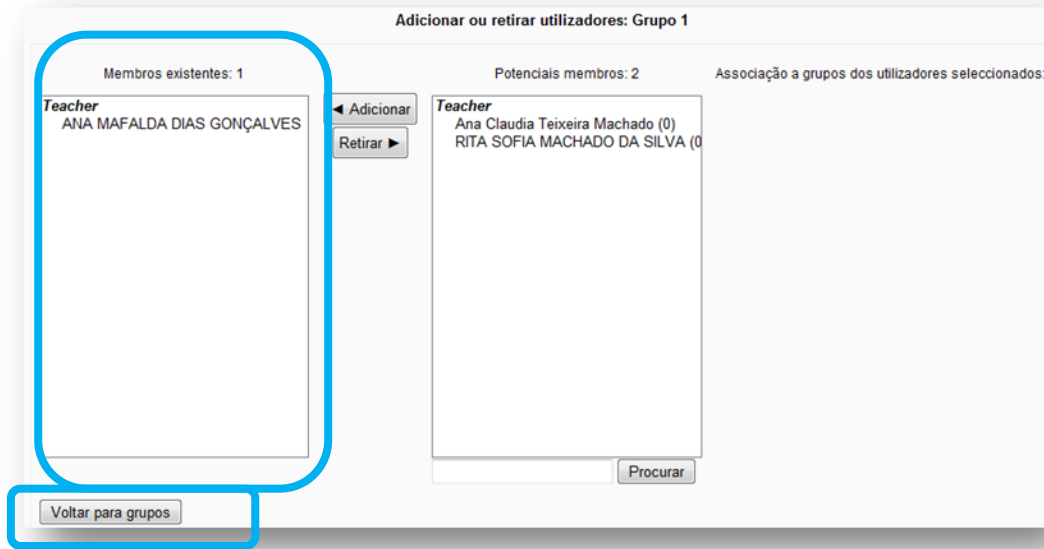 Adicionar ou retirar utilizadores: Grupo 1
Membros existentes: 1
Teacher
ANA MAFALDA DIAS GONÇALVES
◄ Adicionar
Retirar ►
Potenciais membros: 2
Teacher
Ana Claudia Teixeira Machado (0)
RITA SOFIA MACHADO DA SILVA (0
Procurar
Associação a grupos dos utilizadores seleccionados:
Voltar para grupos